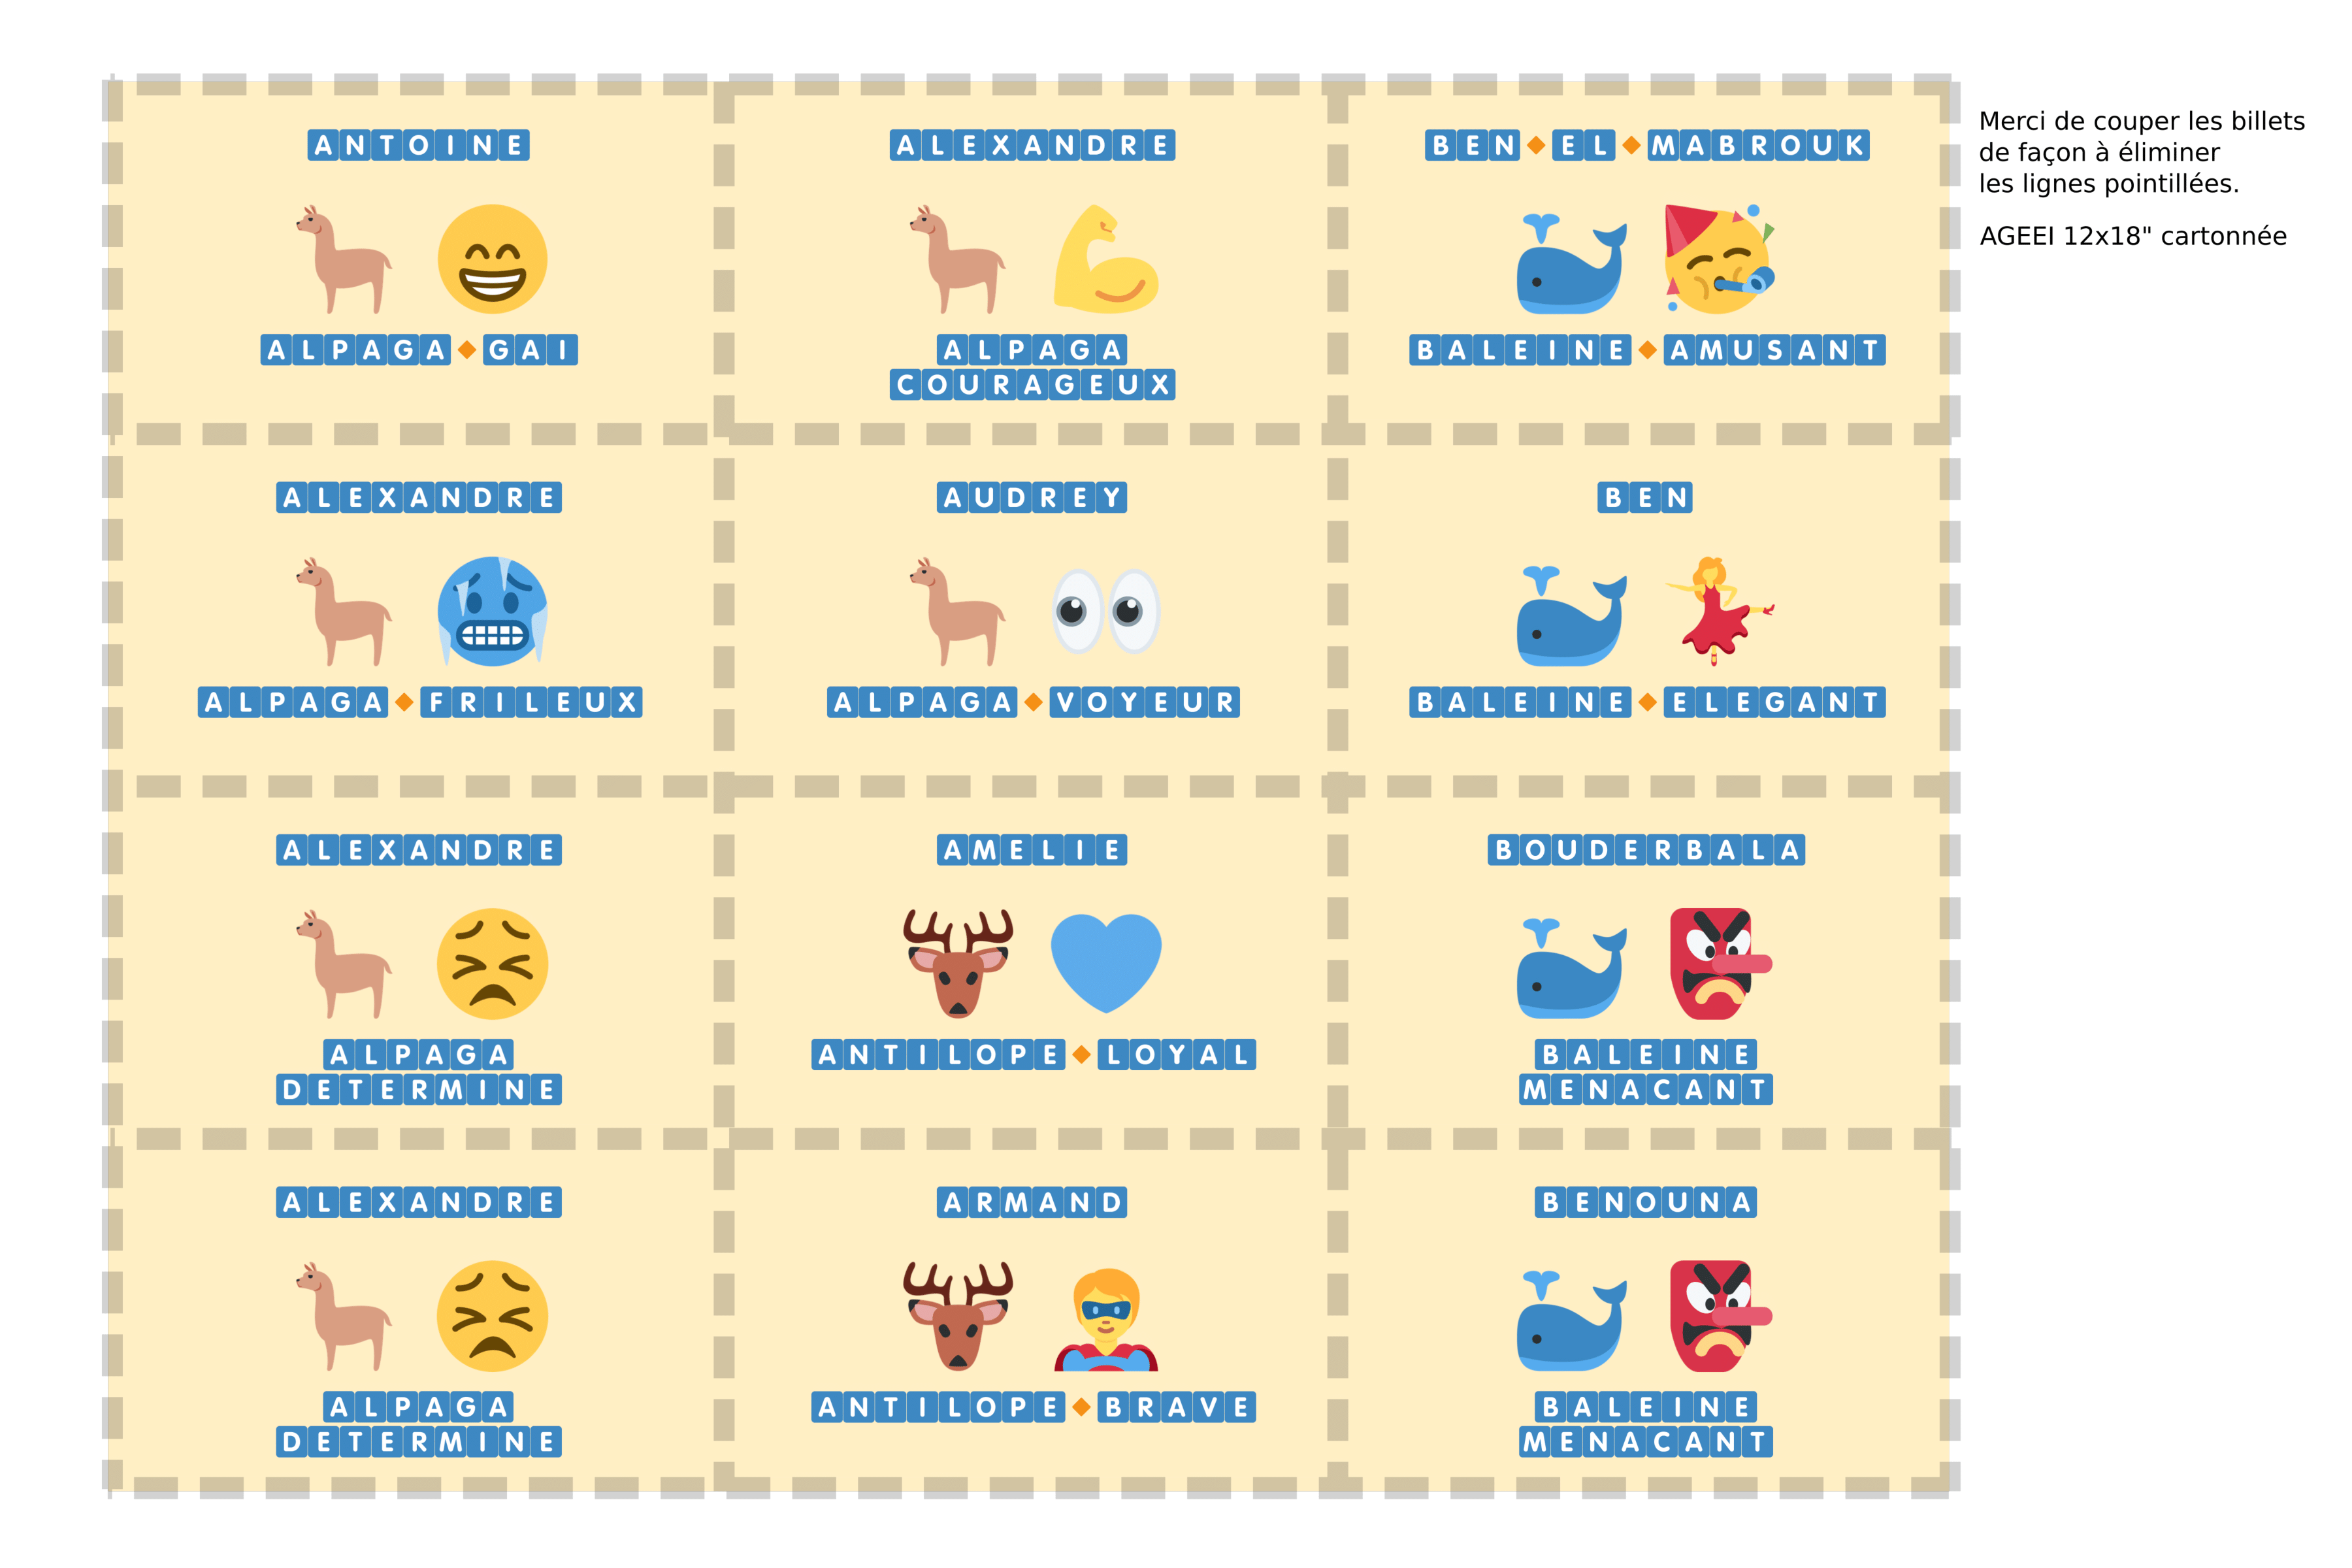 ANTOINE
ALPAGA GAI
ALEXANDRE
ALPAGA
COURAGEUX
BEN EL MABROUK
BALEINE AMUSANT
Merci de couper les billets
de façon à éliminer
les lignes pointillées.
AGEEI 12x18" cartonnée
ALEXANDRE
ALPAGA FRILEUX
AUDREY
ALPAGA VOYEUR
BEN
BALEINE ELEGANT
ALEXANDRE
ALPAGA
DETERMINE
AMELIE
ANTILOPE LOYAL
BOUDERBALA
BALEINE
MENACANT
ALEXANDRE
ALPAGA
DETERMINE
ARMAND
ANTILOPE BRAVE
BENOUNA
BALEINE
MENACANT